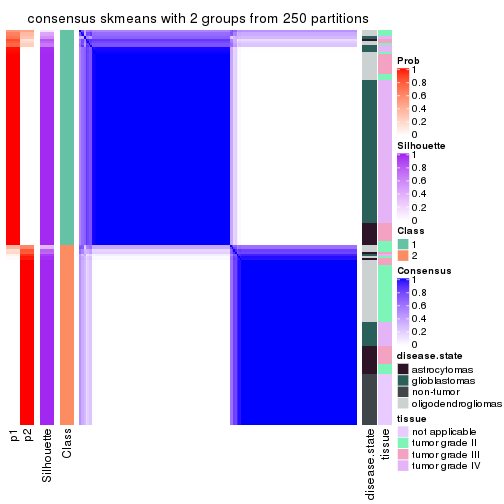 consensus skmeans with 2 groups from 250 partitions
Prob
1
0.8
0.6
0.4
0.2
0
Silhouette
1
0.8
0.6
0.4
0.2
0
Class
1
2
Consensus
1
0.8
0.6
0.4
0.2
0
disease.state
astrocytomas
glioblastomas
non-tumor
oligodendrogliomas
tissue
not applicable
tumor grade II
tumor grade III
tumor grade IV
p1
p2
Silhouette
Class
disease.state
tissue